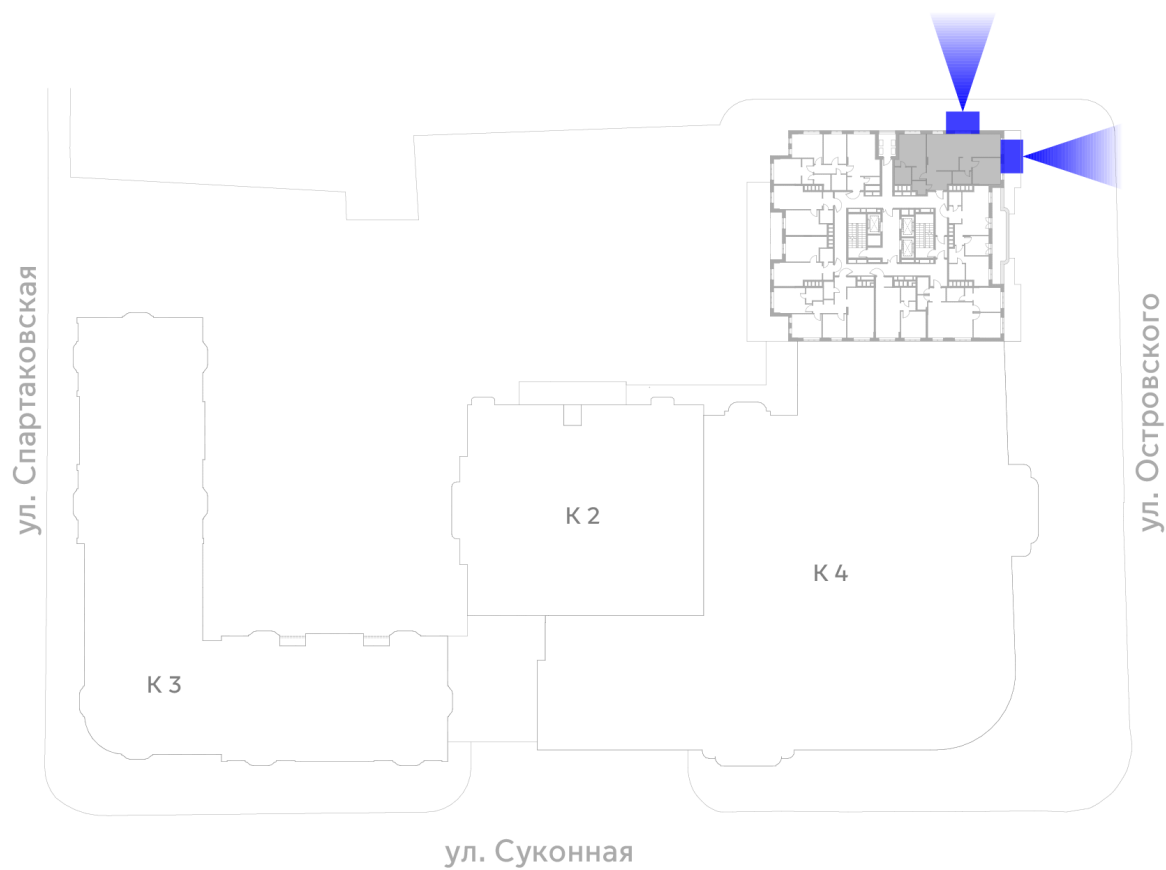 ул. Спартаковская
ул. Островского
К 2
К 4
К 3
ул. Суконная